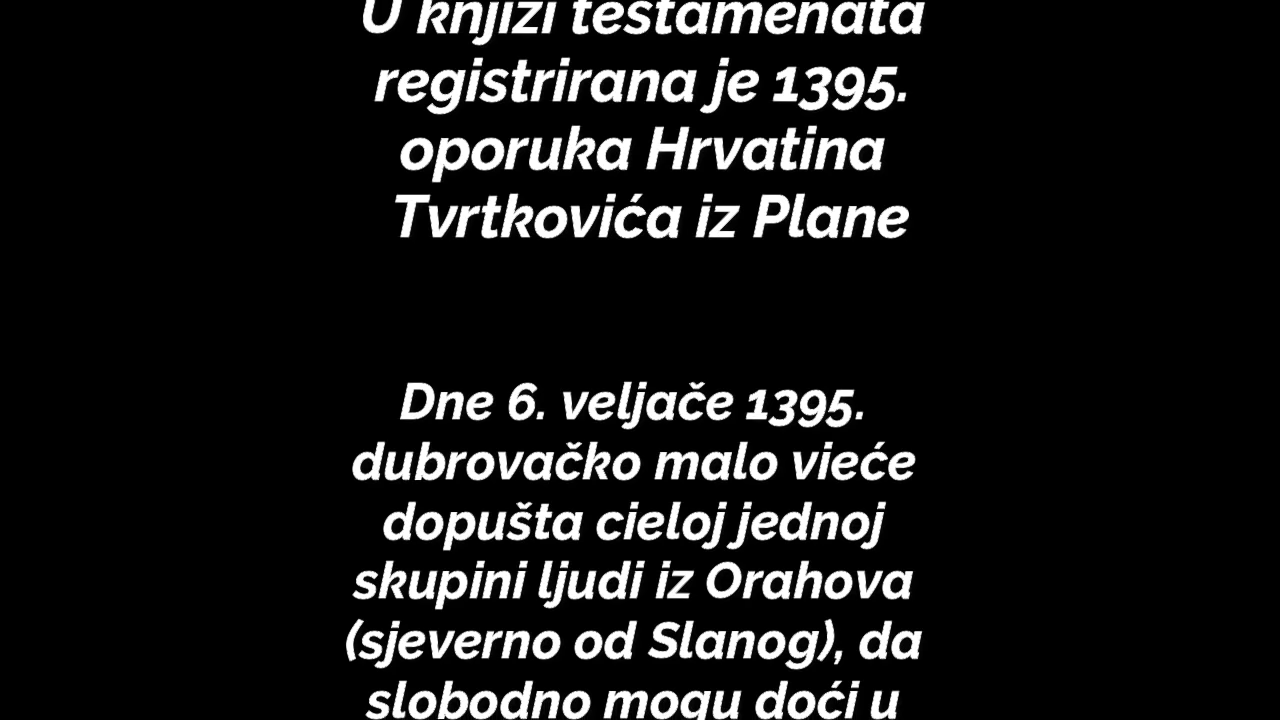 U knjizi testamenata
registrirana je 1395.
oporuka Hrvatina
Tvrtkovića iz Plane
Dne 6. veljače 1395.
dubrovačko malo vieće
dopušta cieloj jednoj
skupini ljudi iz Orahova
(sjeverno od Slanog), da
slobodno mogu doći u